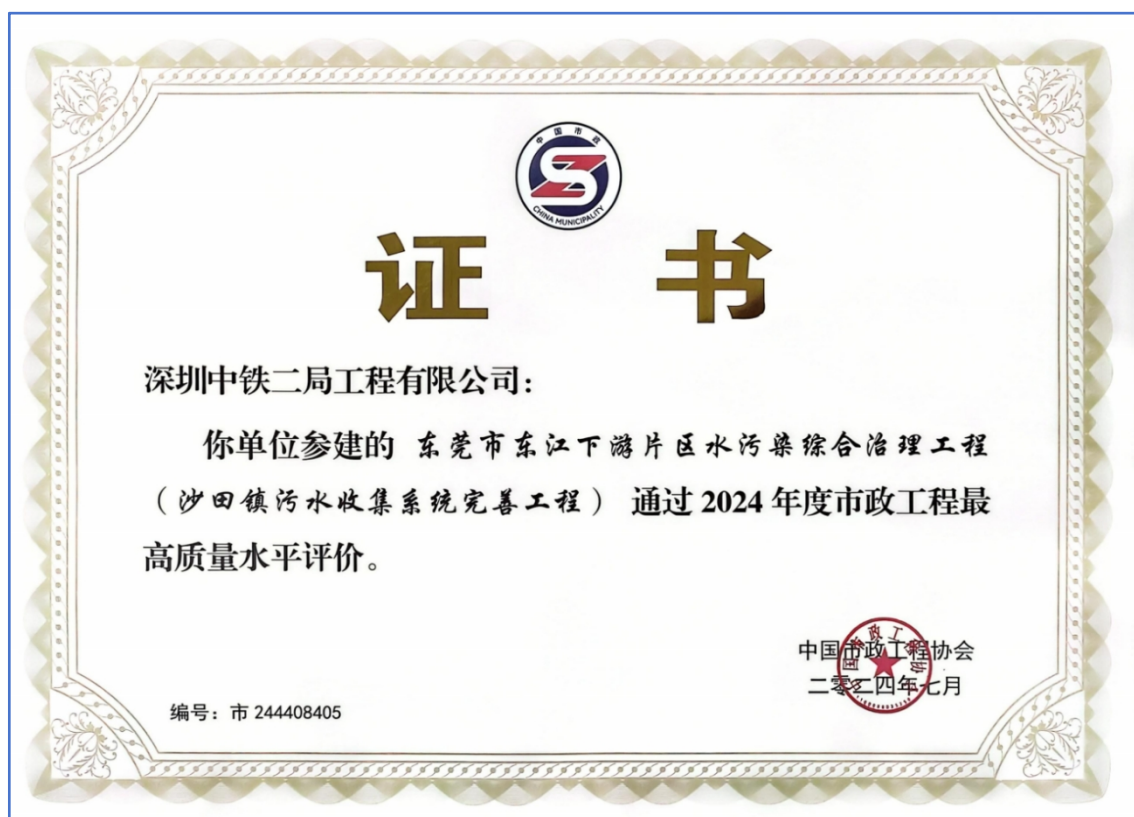 中国市政
CHINA MUNICIPALITY
证 书
深圳中铁二局工程有限公司：
你单位参建的 东莞市东江下游片区水污染综合治理工程
（沙田镇污水收集系统完善工程） 通过 2024 年度市政工程最
高质量水平评价。
中国市政工程协会
二零二四年七月
编号：市 244408405